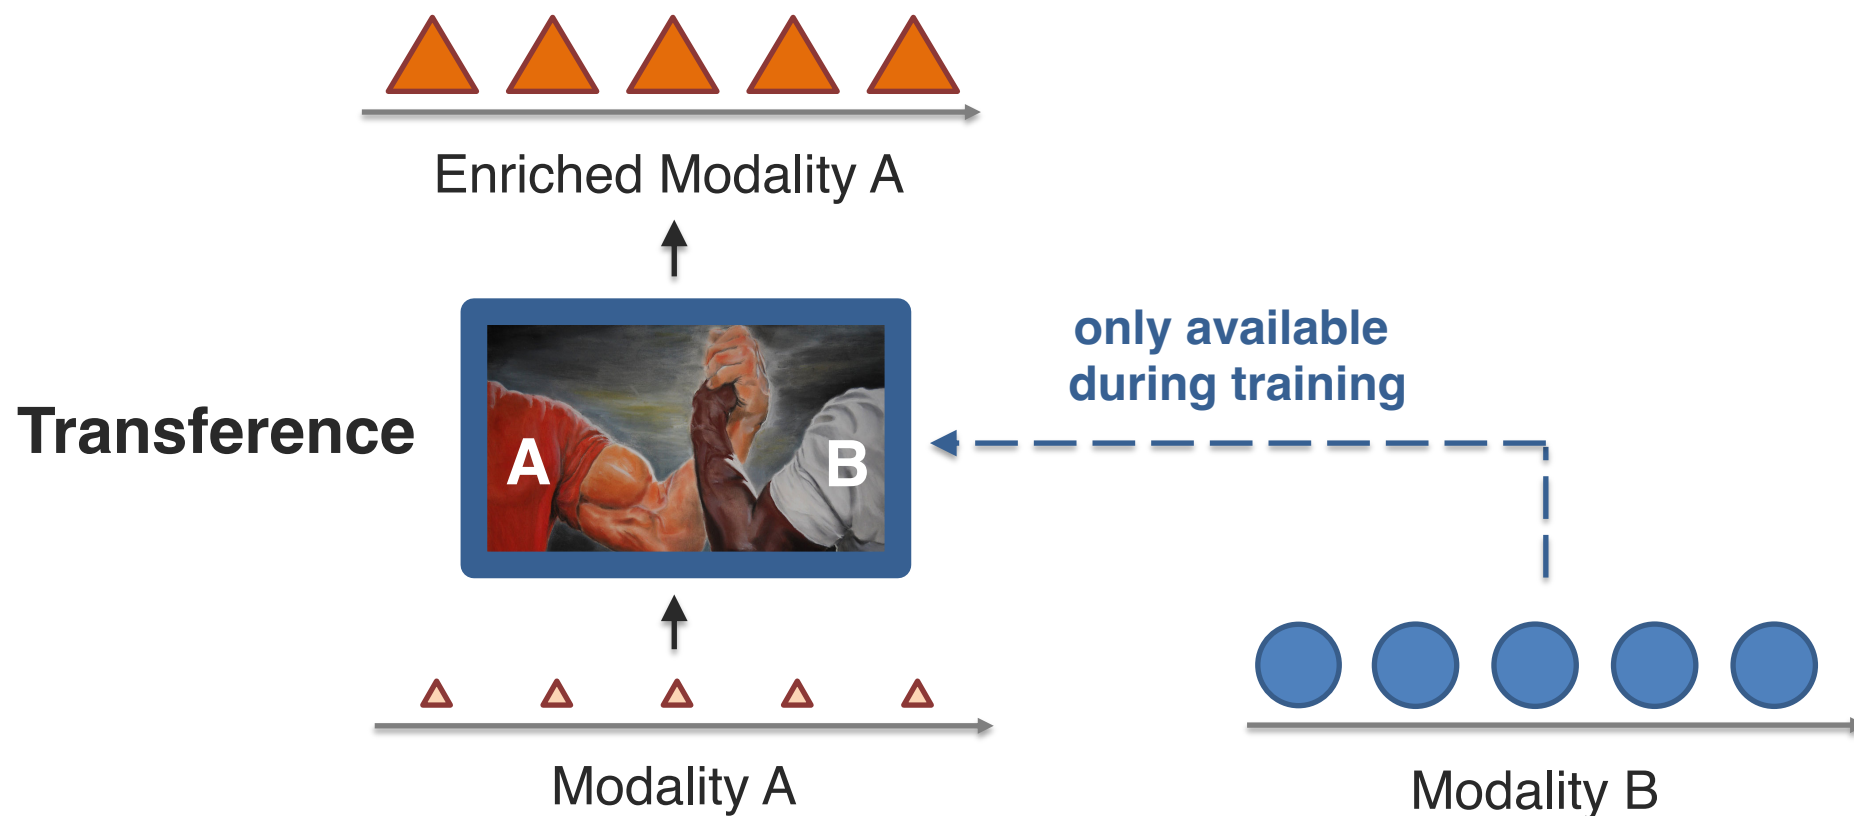 Enriched Modality A
only available
during training
Transference
A
B
Modality A
Modality B